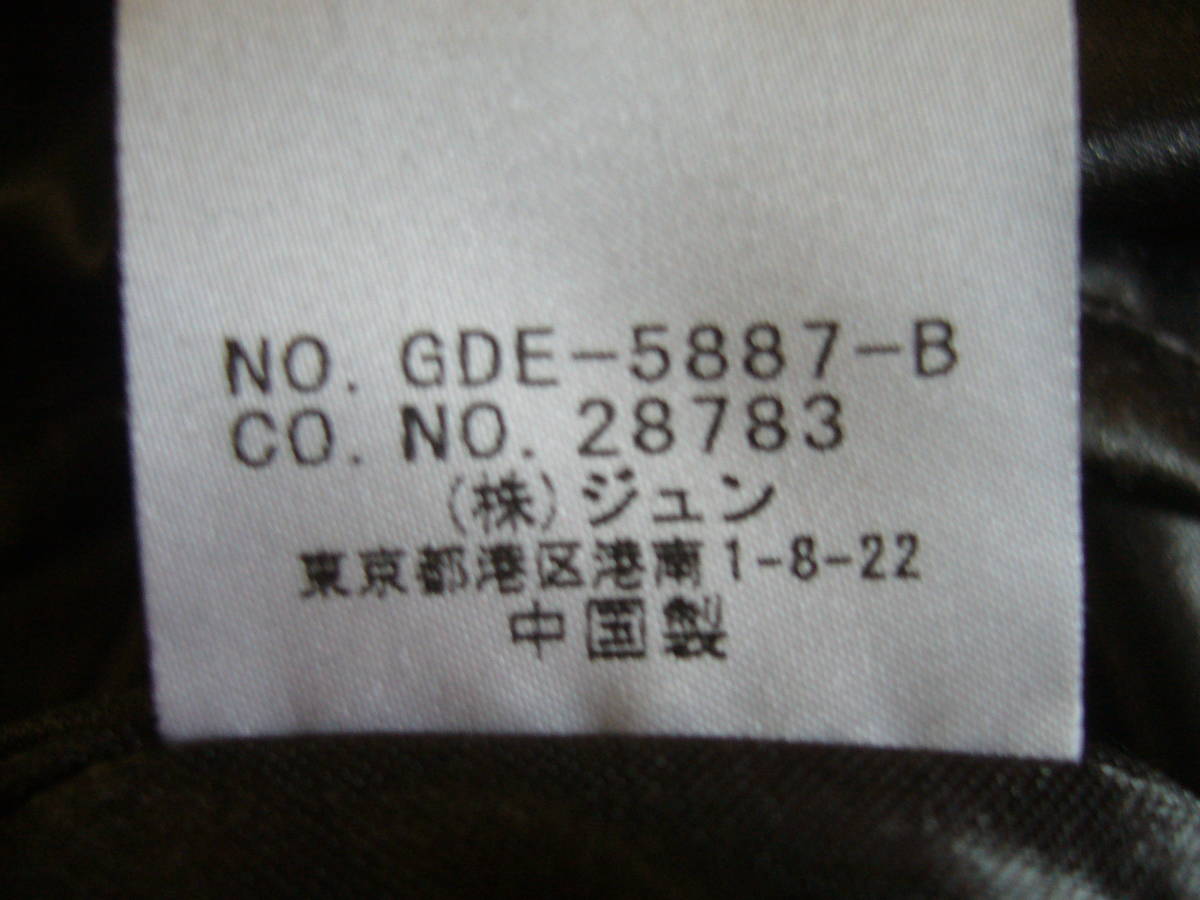 NO. GDE-5887-B
CO. NO. 28783
(株)ジュン
東京都港区港南1-8-22
中国製